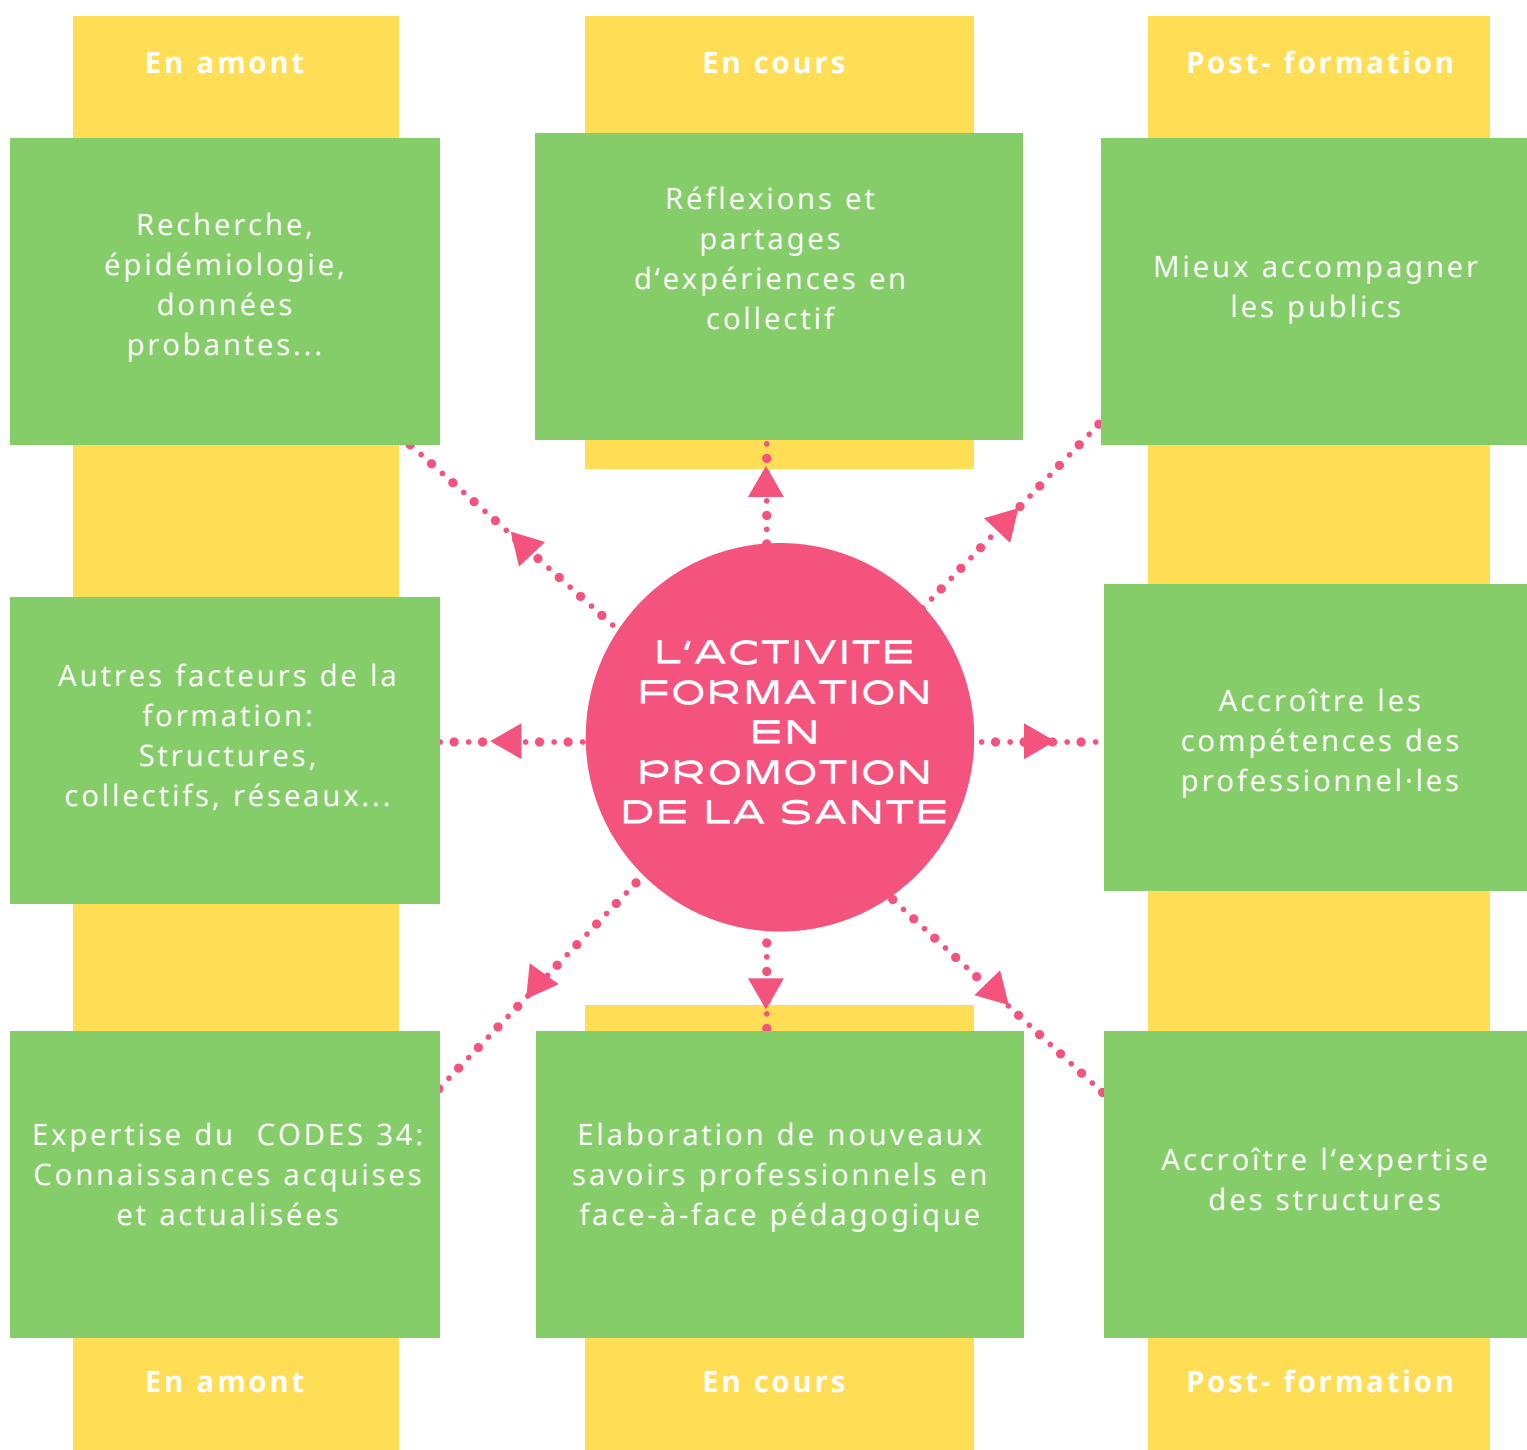 En amont
En cours
Post- formation
Recherche,
épidémiologie,
données
probantes...
Réflexions et
partages
d‘expériences en
collectif
Mieux accompagner
les publics
Autres facteurs de la
formation:
Structures,
collectifs, réseaux...
L‘ACTIVITE
FORMATION
EN
PROMOTION
DE LA SANTE
Accroître les
compétences des
professionnel·les
Expertise du  CODES 34:
Connaissances acquises
et actualisées
Elaboration de nouveaux
savoirs professionnels en
face-à-face pédagogique
Accroître l‘expertise
des structures
En amont
En cours
Post- formation